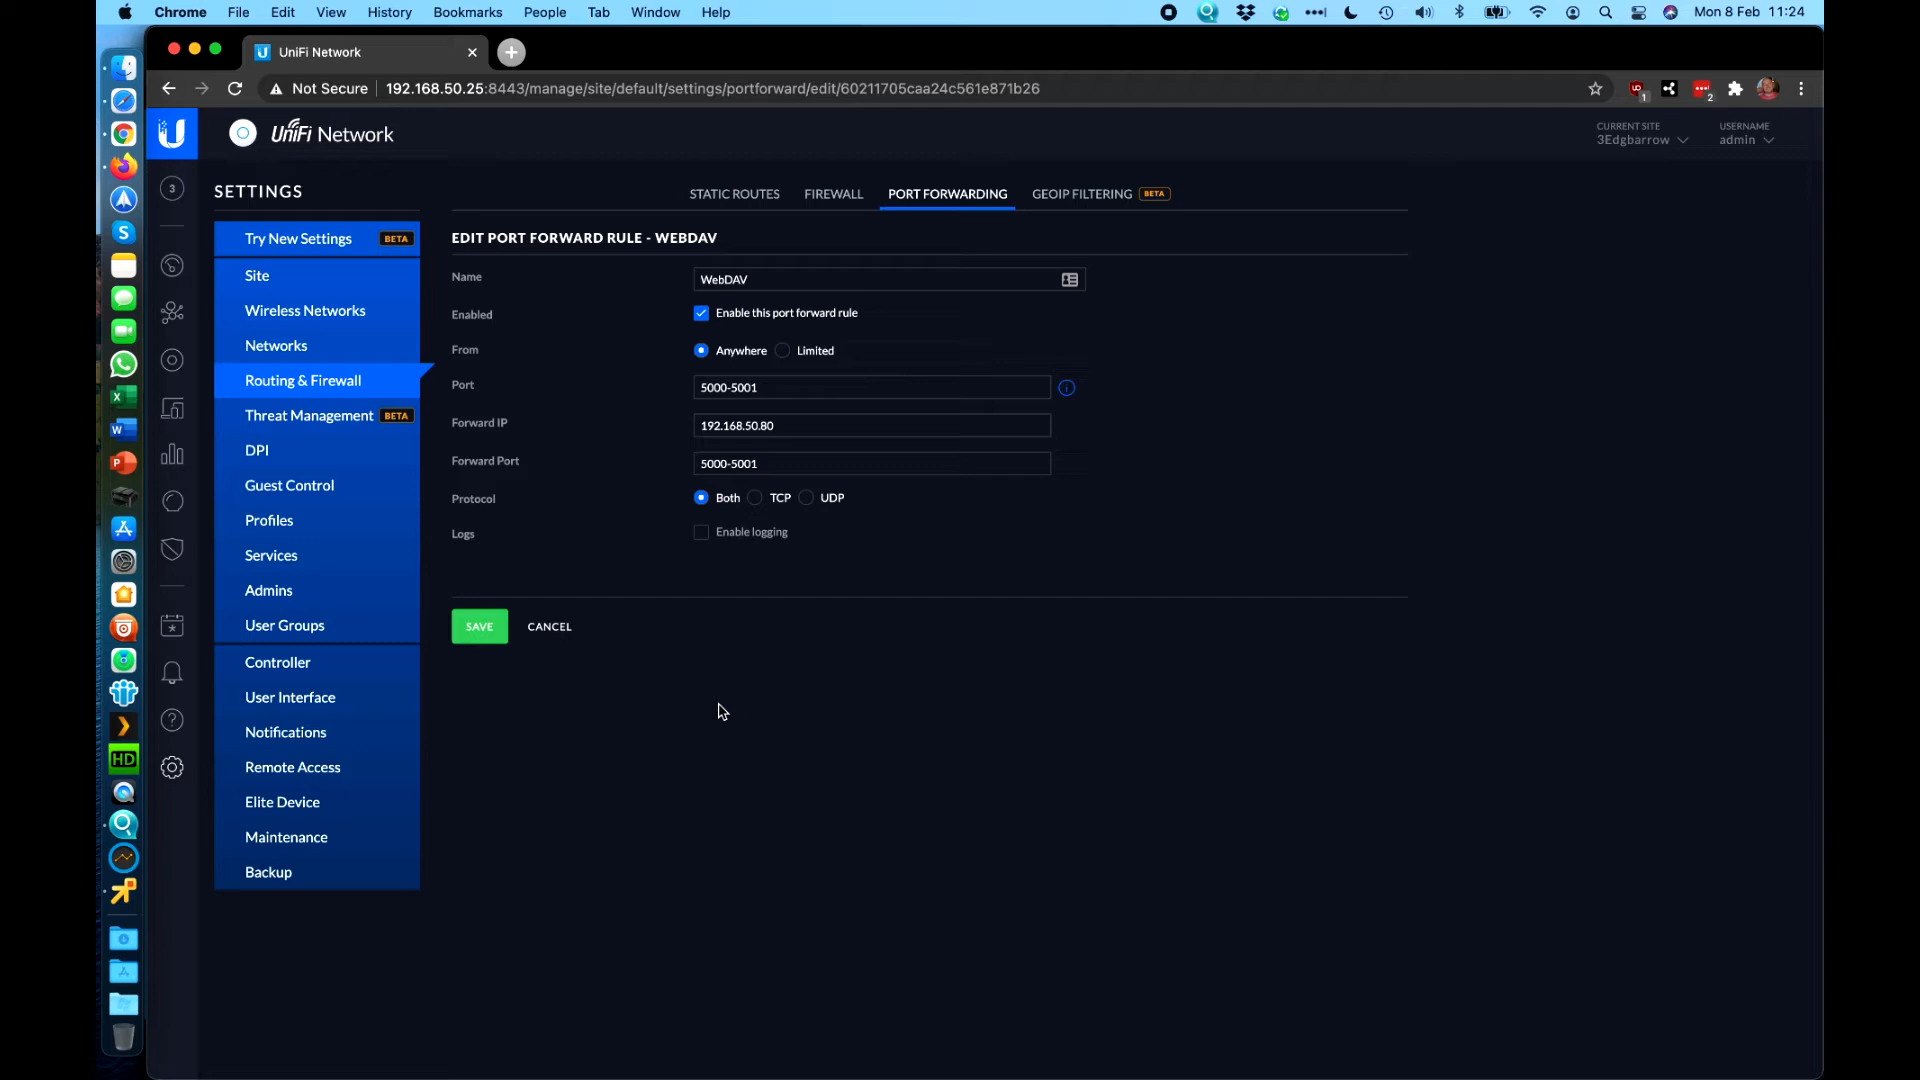 Chrome File Edit View History Bookmarks People Tab Window Help Mon 8 Feb 11:24
UniFi Network
Not Secure 192.168.50.25:8443/manage/site/default/settings/portforward/edit/60211705caa24c561e871b26
UniFi Network
CURRENT SITE
3Edgbarrow
USERNAME
admin
SETTINGS
STATIC ROUTES FIREWALL PORT FORWARDING GEOIP FILTERING BETA
Try New Settings BETA
Site
Wireless Networks
Networks
Routing & Firewall
Threat Management BETA
DPI
Guest Control
Profiles
Services
Admins
User Groups
Controller
User Interface
Notifications
Remote Access
Elite Device
Maintenance
Backup
EDIT PORT FORWARD RULE - WEBDAV
Name WebDAV
Enabled Enable this port forward rule
From Anywhere Limited
Port 5000-5001
Forward IP 192.168.50.80
Forward Port 5000-5001
Protocol Both TCP UDP
Logs Enable logging
SAVE CANCEL
3
HD